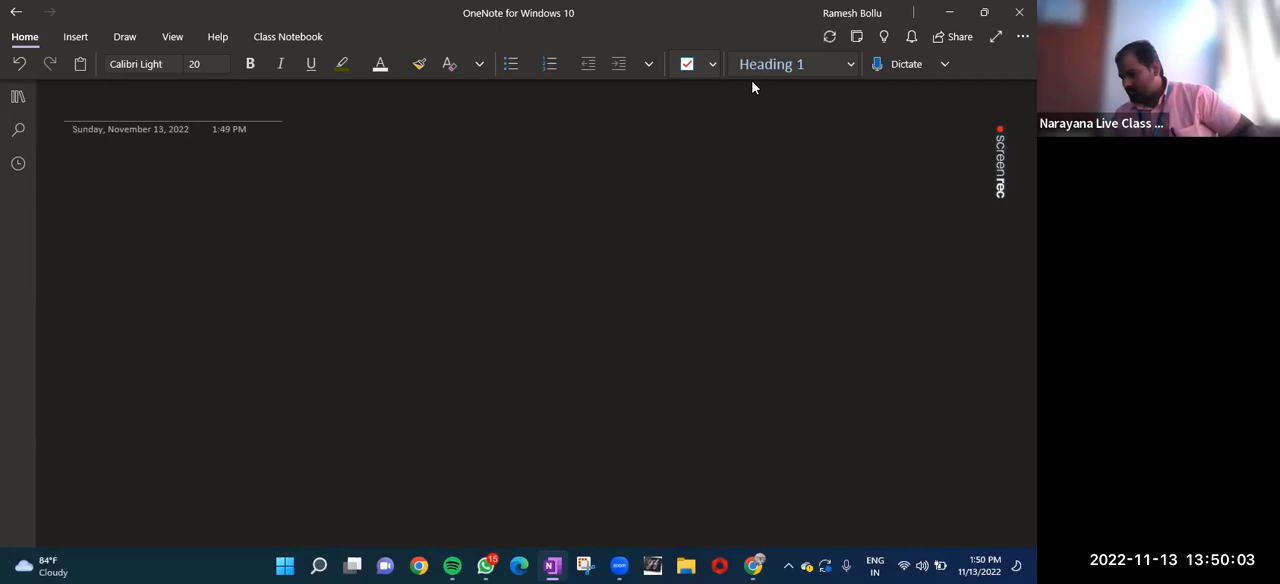 OneNote for Windows 10
Ramesh Bollu
Home Insert Draw View Help Class Notebook
Share
Calibri Light 20 B I U A A Heading 1 Dictate
Narayana Live Class ...
Sunday, November 13, 2022 1:49 PM
screenrec
84°F
Cloudy
15
zoom
N
ENG
IN
1:50 PM
11/13/2022
2022-11-13 13:50:03